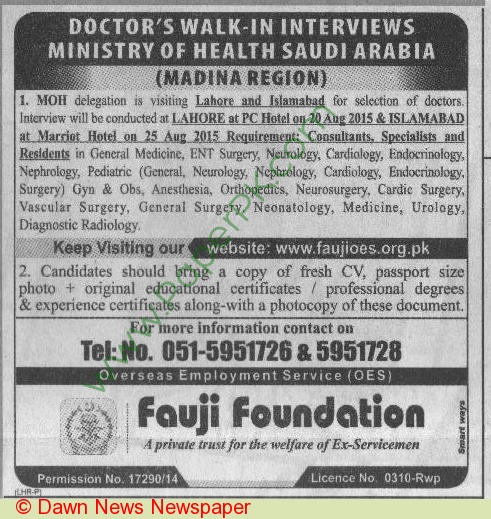 DOCTOR'S WALK-IN INTERVIEWS
MINISTRY OF HEALTH SAUDI ARABIA
(MADINA REGION)
1. MOH delegation is visiting Lahore and Islamabad for selection of doctors.
Interview will be conducted at LAHORE at PC Hotel on 20 Aug 2015 & ISLAMABAD
at Marriot Hotel on 25 Aug 2015 Requirement: Consultants, Specialists and
Residents in General Medicine, ENT Surgery, Neurology, Cardiology, Endocrinology,
Nephrology, Pediatric (General, Neurology, Nephrology, Cardiology, Endocrinology,
Surgery) Gyn & Obs, Anesthesia, Orthopedics, Neurosurgery, Cardic Surgery,
Vascular Surgery, General Surgery, Neonatology, Medicine, Urology,
Diagnostic Radiology.
Keep Visiting our website: www.faujioes.org.pk
2. Candidates should bring a copy of fresh CV, passport size
photo + original educational certificates / professional degrees
& experience certificates along-with a photocopy of these document.
For more information contact on
Tel: No. 051-5951726 & 5951728
Overseas Employment Service (OES)
Fauji Foundation
A private trust for the welfare of Ex-Servicemen
Smart ways
Permission No. 17290/14
Licence No. 0310-Rwp
(LHR-P)
www.PaperPk.com
© Dawn News Newspaper